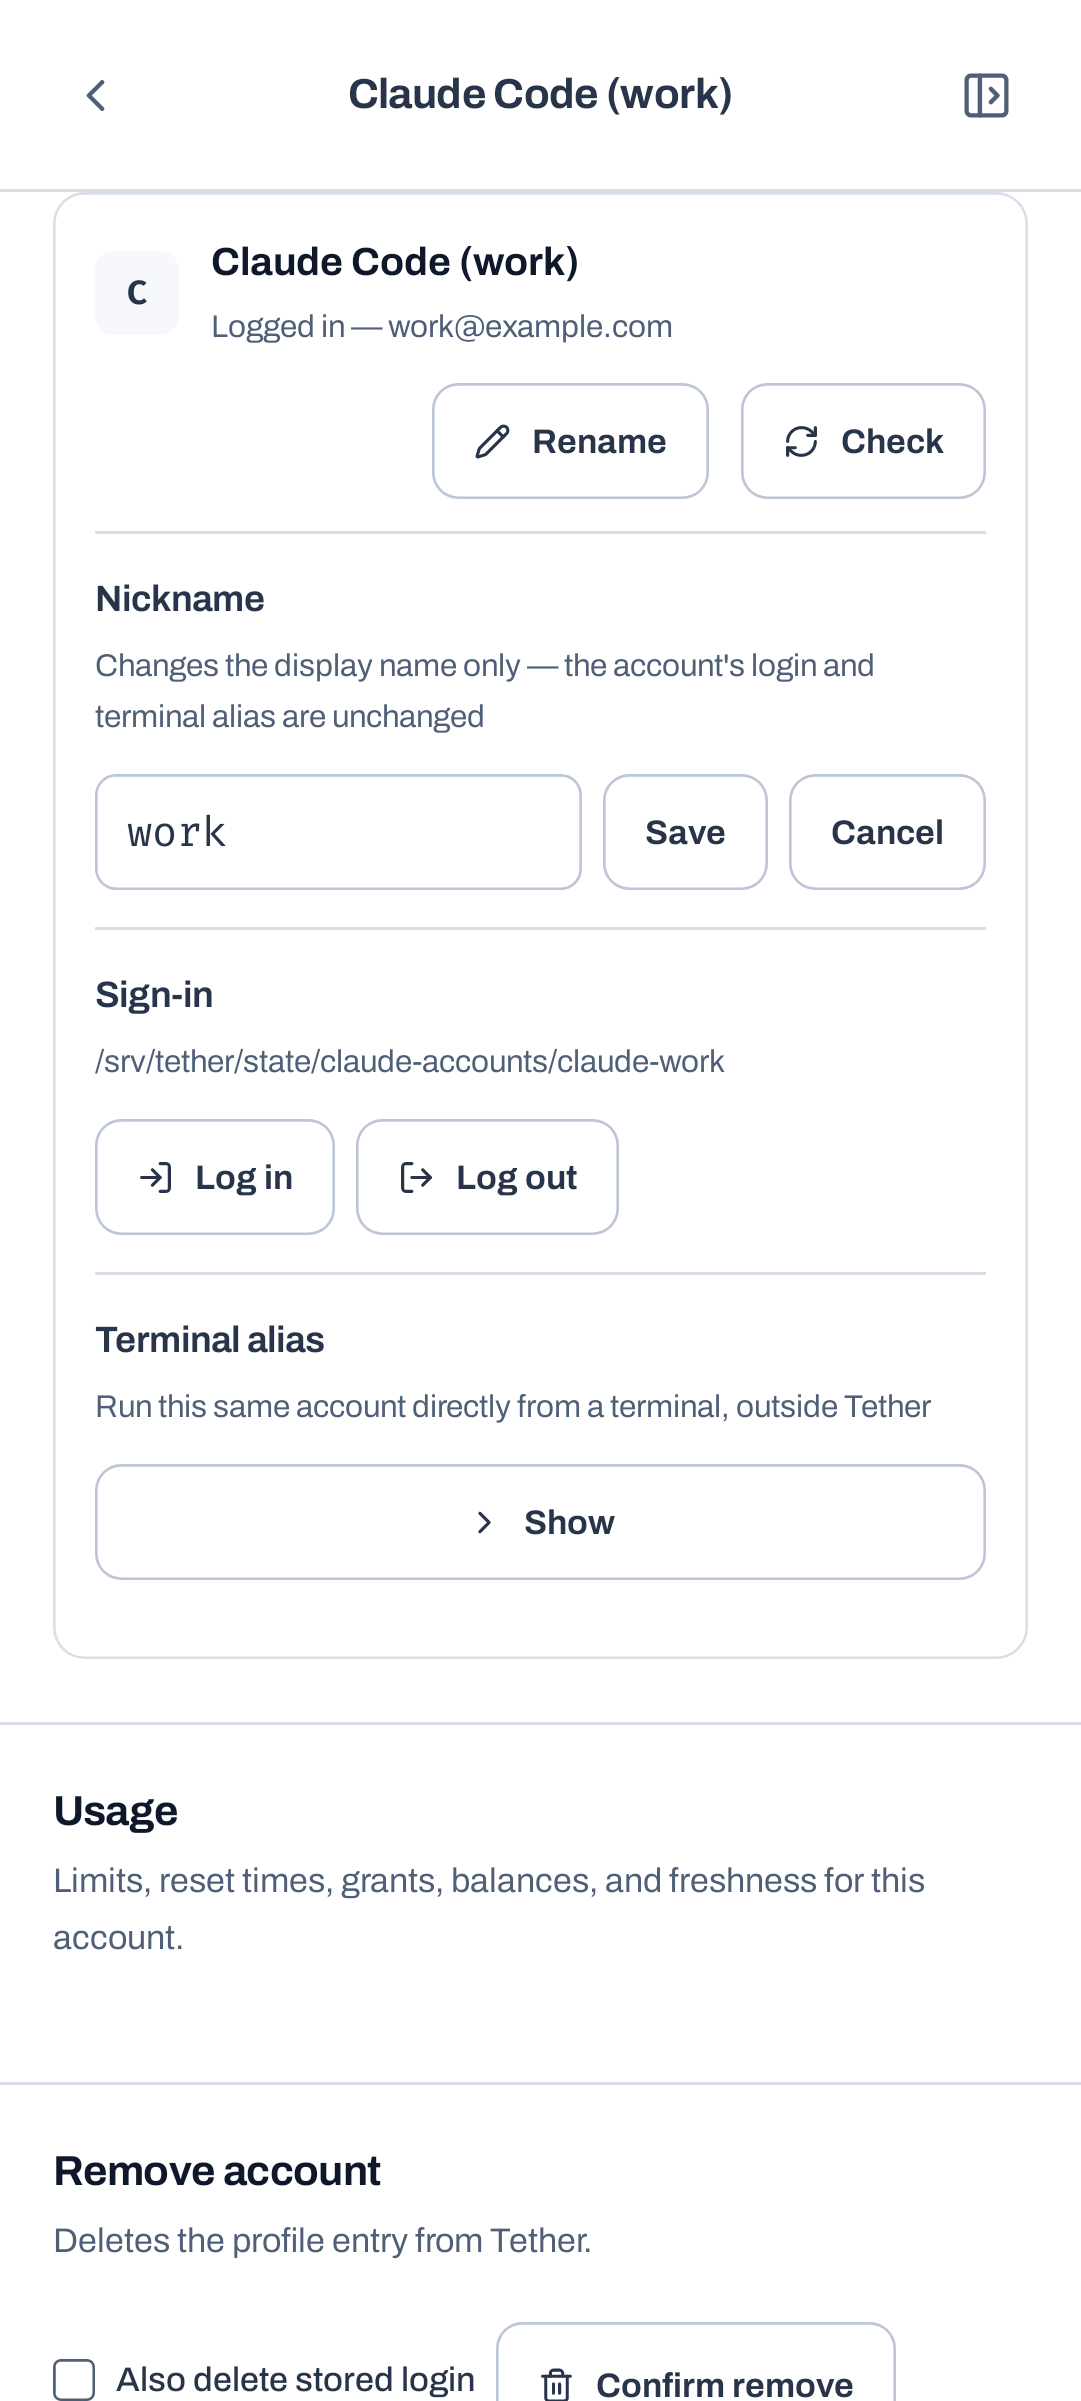 Claude Code (work)
C
Claude Code (work)
Logged in — work@example.com
Rename
Check
Nickname
Changes the display name only — the account's login and
terminal alias are unchanged
work
Save
Cancel
Sign-in
/srv/tether/state/claude-accounts/claude-work
Log in
Log out
Terminal alias
Run this same account directly from a terminal, outside Tether
Show
Usage
Limits, reset times, grants, balances, and freshness for this
account.
Remove account
Deletes the profile entry from Tether.
Also delete stored login
Confirm remove